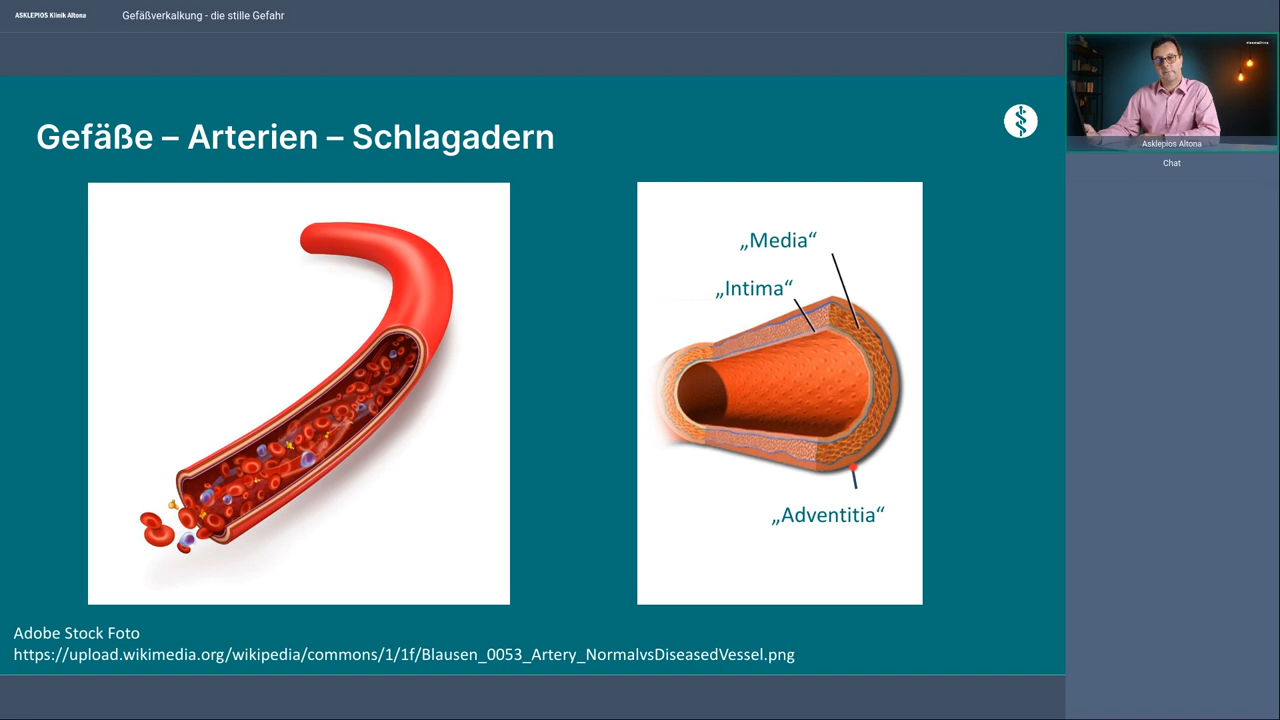 ASKLEPIOS Klinik Altona
Gefäßverkalkung - die stille Gefahr
Gefäße – Arterien – Schlagadern
„Media“
„Intima“
„Adventitia“
Adobe Stock Foto
https://upload.wikimedia.org/wikipedia/commons/1/1f/Blausen_0053_Artery_NormalvsDiseasedVessel.png
Asklepios Altona
Chat